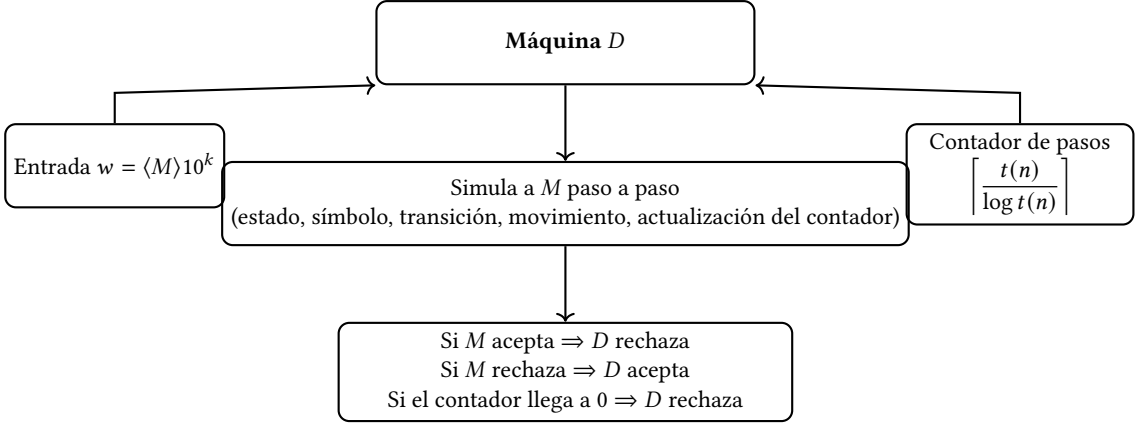 Máquina D
Entrada w = ⟨M⟩10^k
Contador de pasos
⌈ t(n) / log t(n) ⌉
Simula a M paso a paso
(estado, símbolo, transición, movimiento, actualización del contador)
Si M acepta ⇒ D rechaza
Si M rechaza ⇒ D acepta
Si el contador llega a 0 ⇒ D rechaza